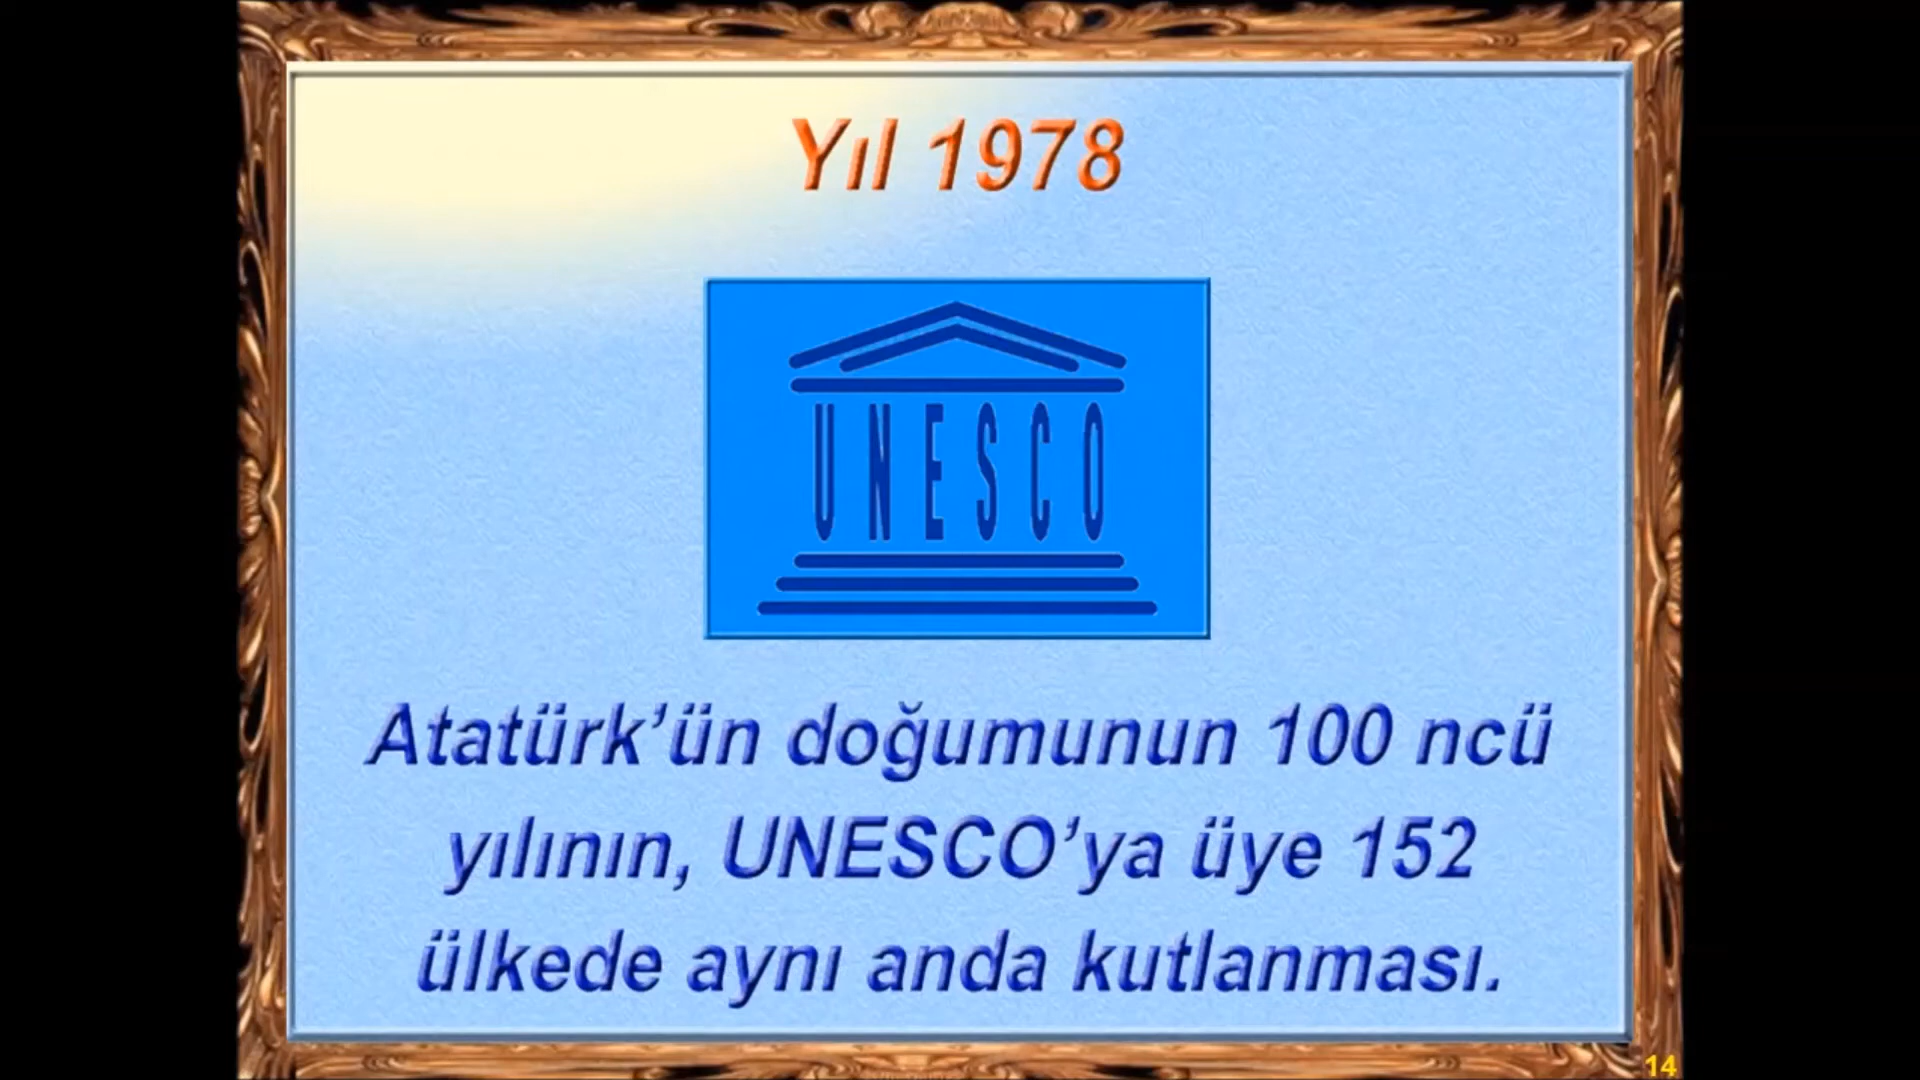 Yıl 1978
UNESCO
Atatürk’ün doğumunun 100 ncü
yılının, UNESCO’ya üye 152
ülkede aynı anda kutlanması.
14